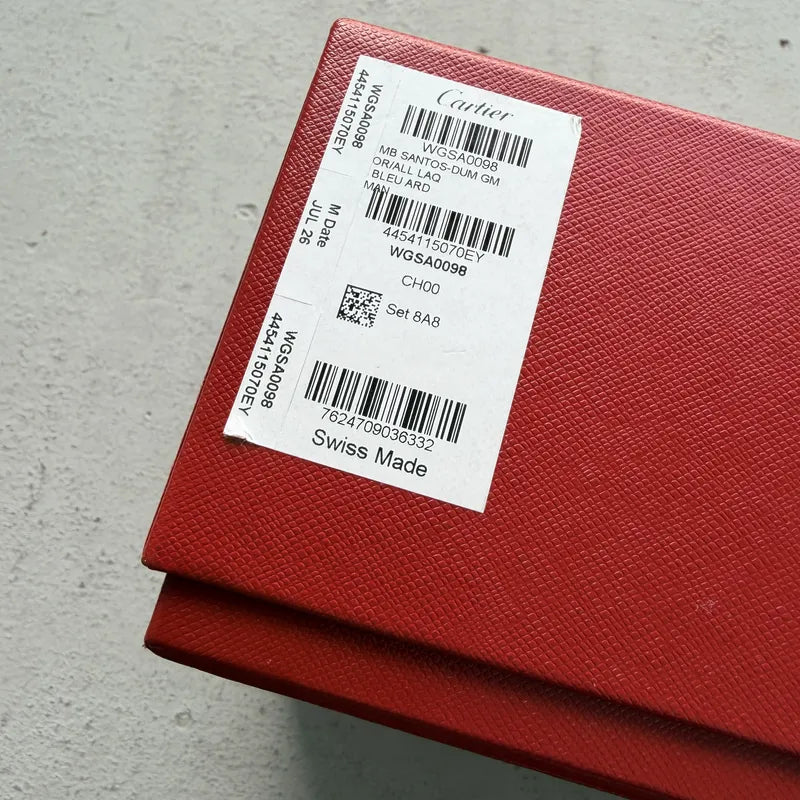 Cartier
WGSA0098
MB SANTOS-DUM GM
OR/ALL LAQ
BLEU ARD
MAN
4454115070EY
WGSA0098
CH00
Set 8A8
7624709036332
Swiss Made
WGSA0098
4454115070EY
M Date
JUL 26
WGSA0098
4454115070EY